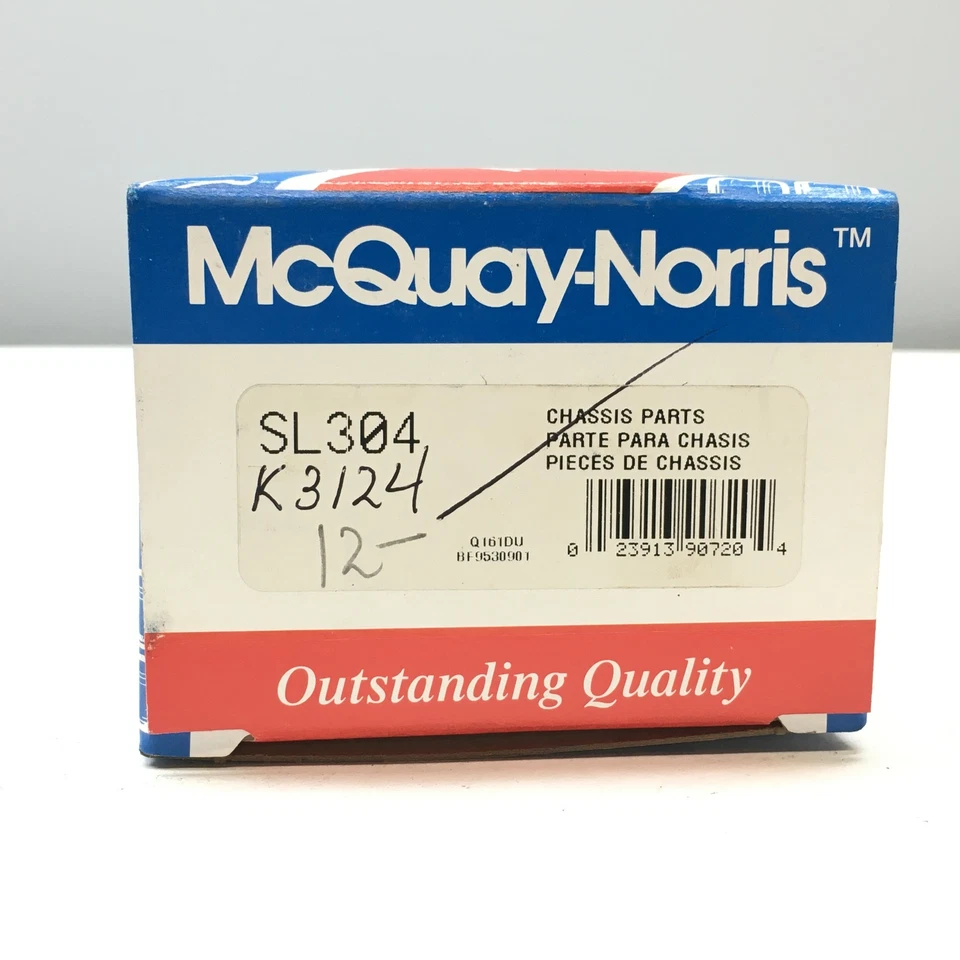 McQuay-Norris™
SL304
K3124
12-
CHASSIS PARTS
PARTE PARA CHASIS
PIECES DE CHASSIS
Q161DU
BF9530901
0 23913 90720 4
Outstanding Quality